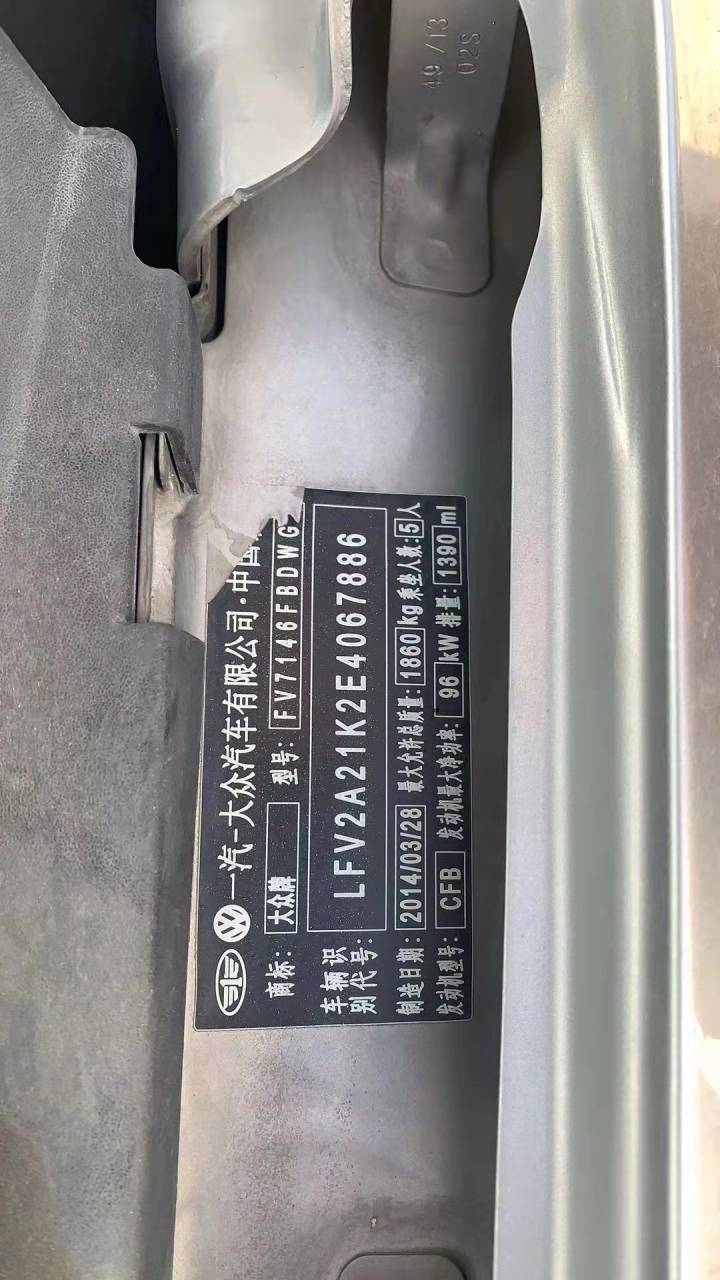 49/13
02S
一汽-大众汽车有限公司·中国
商标: 大众牌 型号: FV7146FBDWG
车辆识别代号: LFV2A21K2E4067886
制造日期: 2014/03/28 最大允许总质量: 1860 kg 乘坐人数: 5 人
发动机型号: CFB 发动机最大净功率: 96 kW 排量: 1390 ml